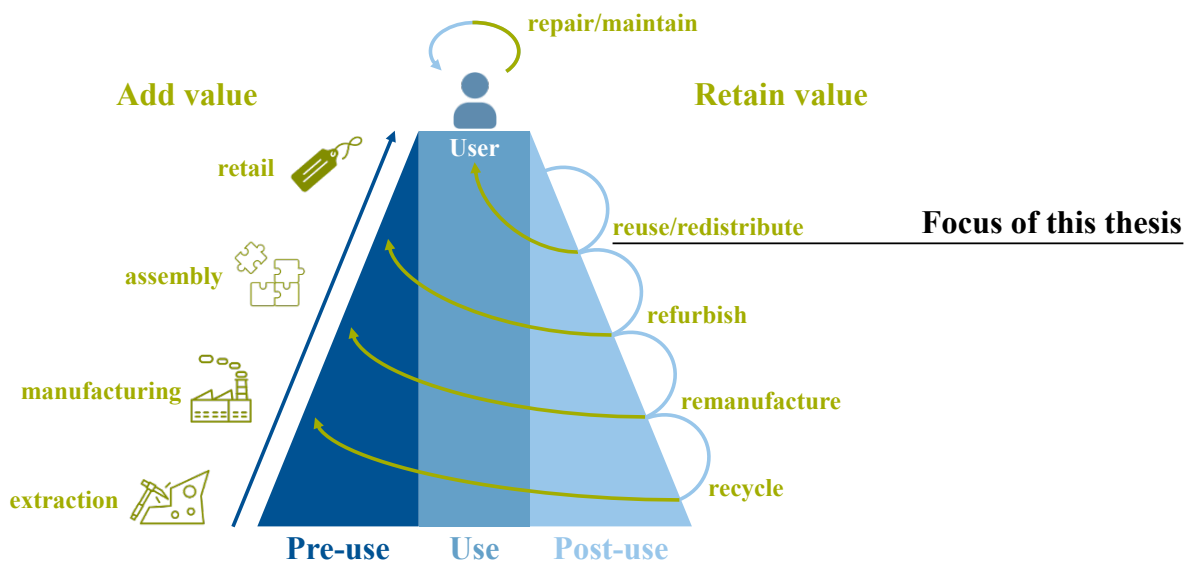 repair/maintain
Add value
Retain value
User
retail
reuse/redistribute
Focus of this thesis
assembly
refurbish
manufacturing
remanufacture
extraction
recycle
Pre-use
Use
Post-use